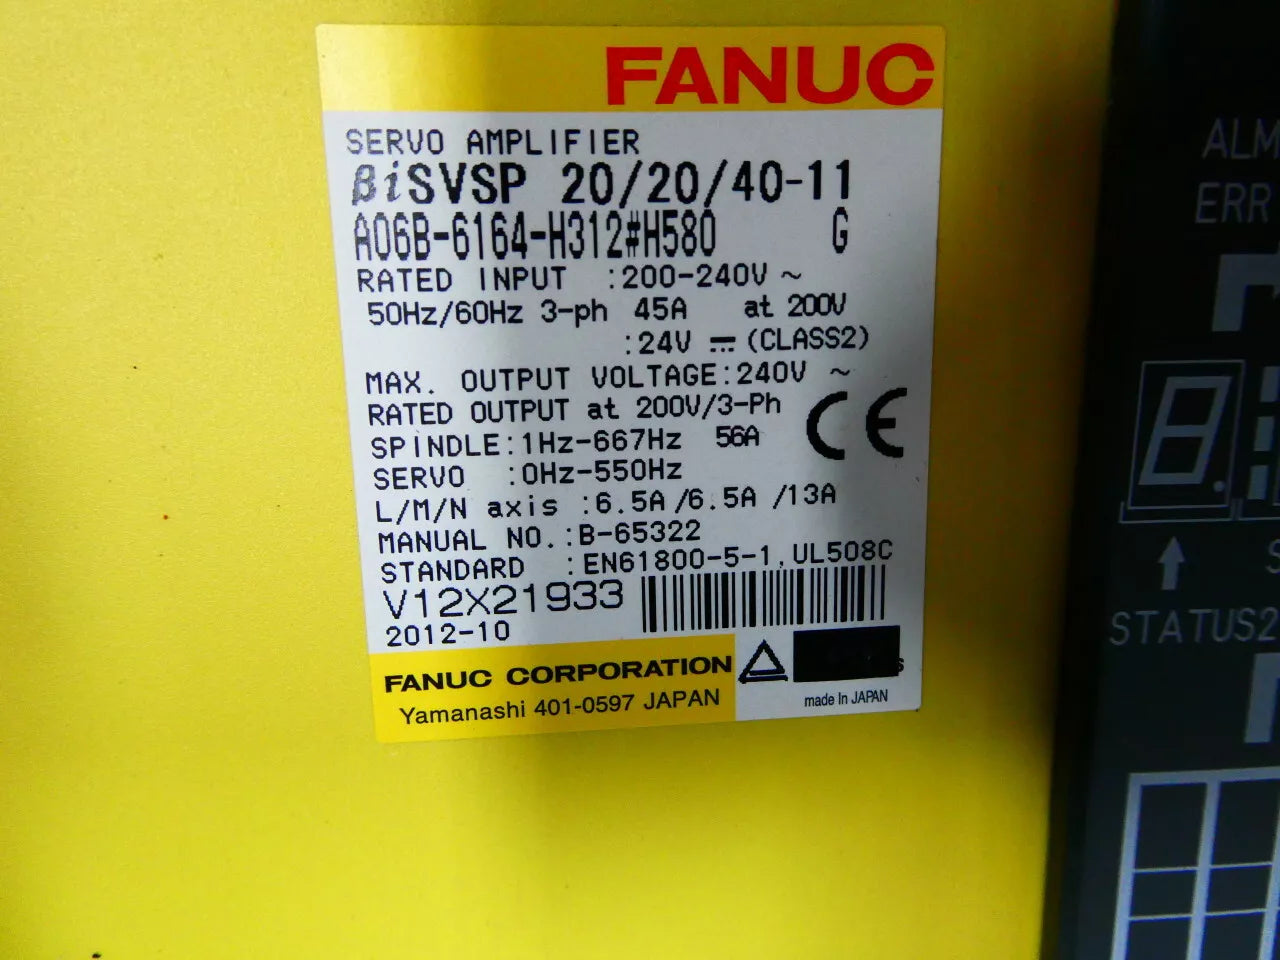 FANUC
SERVO AMPLIFIER
βiSVSP 20/20/40-11
A06B-6164-H312#H580 G
RATED INPUT :200-240V ~
50Hz/60Hz 3-ph 45A at 200V
:24V ⎓ (CLASS2)
MAX. OUTPUT VOLTAGE:240V ~
RATED OUTPUT at 200V/3-Ph
SPINDLE:1Hz-667Hz 56A
SERVO :0Hz-550Hz
L/M/N axis :6.5A /6.5A /13A
CE
MANUAL NO.:B-65322
STANDARD :EN61800-5-1,UL508C
V12X21933
2012-10
FANUC CORPORATION
Yamanashi 401-0597 JAPAN
made In JAPAN
ALM
ERR
8.
STATUS2